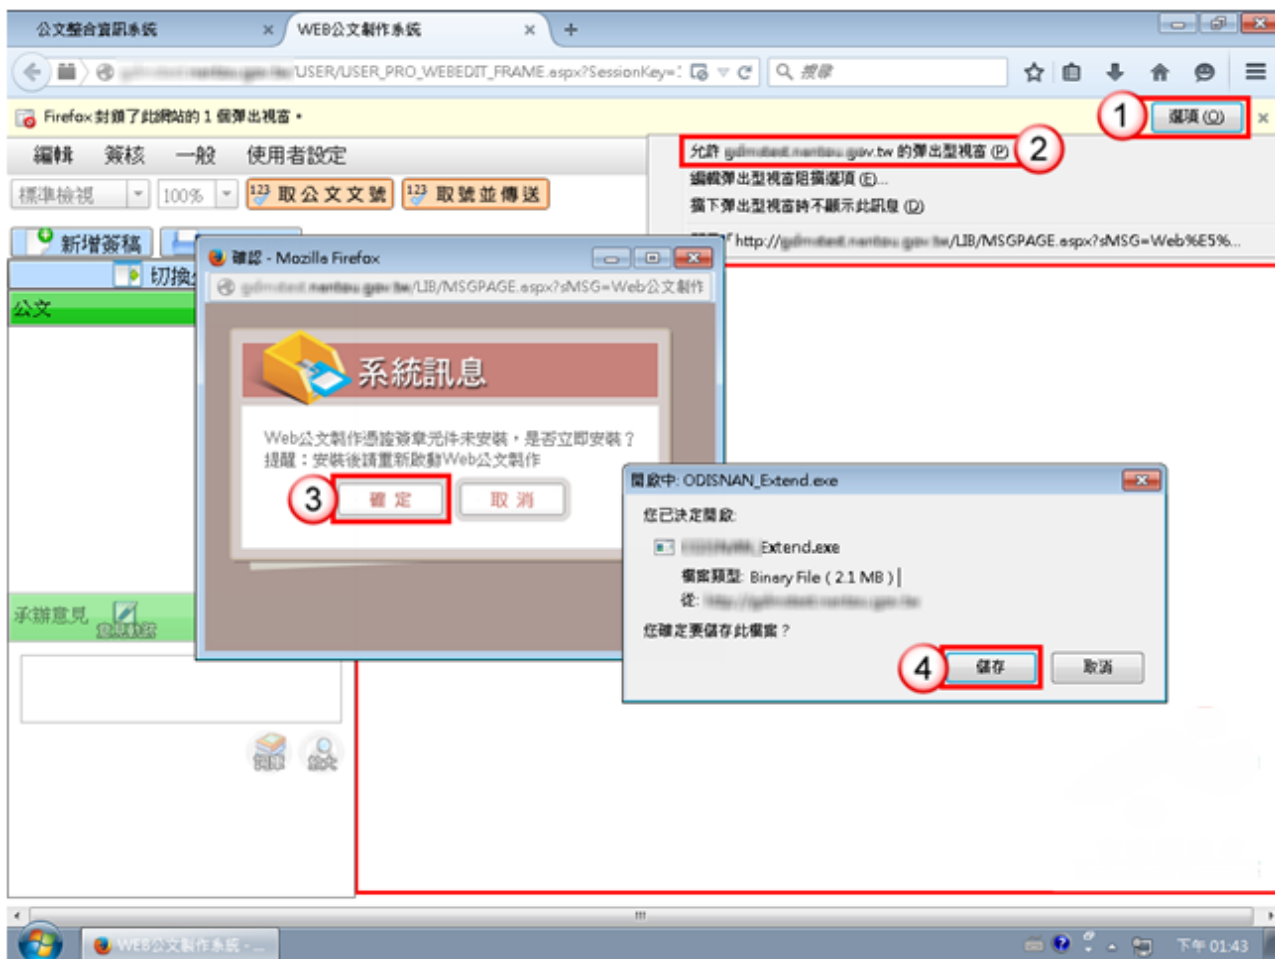 公文整合資訊系統
WEB公文製作系統
USER/USER_PRO_WEBEDIT_FRAME.aspx?SessionKey=
搜尋
Firefox 封鎖了此網站的 1 個彈出視窗。
1
選項(O)
編輯 簽核 一般 使用者設定
允許 gov.tw 的彈出型視窗(P)
2
編輯彈出型視窗阻擋選項(E)...
擋下彈出型視窗時不顯示此訊息(D)
http:// /LIB/MSGPAGE.aspx?sMSG=Web%E5%...
標準檢視 100% 123 取公文文號 123 取號並傳送
新增簽稿
切換
公文
確認 - Mozilla Firefox
/LIB/MSGPAGE.aspx?sMSG=Web公文製作
系統訊息
Web公文製作憑證簽章元件未安裝，是否立即安裝？
提醒：安裝後請重新啟動Web公文製作
3
確定
取消
開啟中: ODISNAN_Extend.exe
您已決定開啟:
Extend.exe
檔案類型: Binary File ( 2.1 MB )
從:
您確定要儲存此檔案？
4
儲存
取消
承辦意見
詞庫
WEB公文製作系統 - ...
下午 01:43